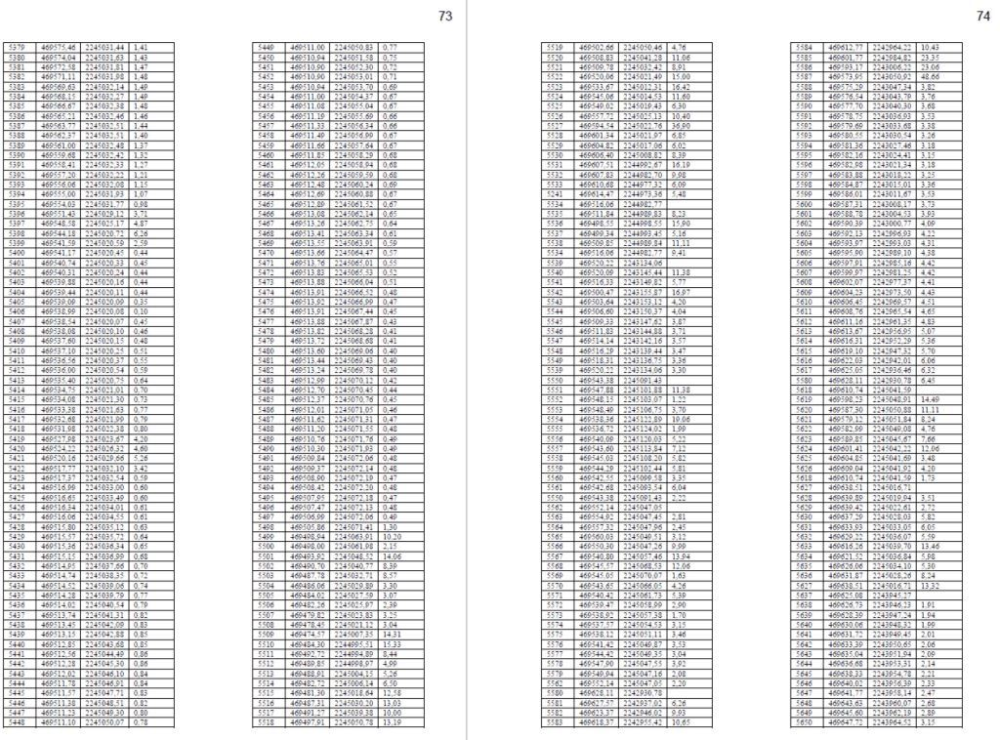 73
5379 469575,46 2245031,44 1,41
5380 469574,04 2245031,63 1,43
5381 469572,58 2245031,81 1,47
5382 469571,11 2245031,98 1,48
5383 469569,63 2245032,14 1,49
5384 469568,15 2245032,27 1,49
5385 469566,67 2245032,38 1,48
5386 469565,21 2245032,46 1,46
5387 469563,77 2245032,51 1,44
5388 469562,37 2245032,51 1,40
5389 469561,00 2245032,48 1,37
5390 469559,68 2245032,42 1,32
5391 469558,41 2245032,33 1,27
5392 469557,20 2245032,22 1,21
5393 469556,06 2245032,08 1,15
5394 469555,00 2245031,93 1,07
5395 469554,03 2245031,77 0,98
5396 469551,43 2245029,12 3,71
5397 469548,58 2245025,17 4,87
5398 469544,18 2245020,72 6,26
5399 469541,59 2245020,59 2,59
5400 469541,17 2245020,45 0,44
5401 469540,74 2245020,33 0,45
5402 469540,31 2245020,24 0,44
5403 469539,88 2245020,16 0,44
5404 469539,44 2245020,11 0,44
5405 469539,09 2245020,09 0,35
5406 469538,99 2245020,08 0,10
5407 469538,54 2245020,07 0,45
5408 469538,08 2245020,10 0,46
5409 469537,60 2245020,15 0,48
5410 469537,10 2245020,25 0,51
5411 469536,56 2245020,37 0,55
5412 469536,00 2245020,54 0,59
5413 469535,40 2245020,75 0,64
5414 469534,75 2245021,01 0,70
5415 469534,08 2245021,30 0,73
5416 469533,38 2245021,63 0,77
5417 469532,68 2245021,99 0,79
5418 469531,98 2245022,38 0,80
5419 469527,98 2245023,67 4,20
5420 469524,22 2245026,32 4,60
5421 469520,16 2245029,66 5,26
5422 469517,77 2245032,10 3,42
5423 469517,37 2245032,54 0,59
5424 469516,99 2245033,00 0,60
5425 469516,65 2245033,49 0,60
5426 469516,34 2245034,01 0,61
5427 469516,06 2245034,55 0,61
5428 469515,80 2245035,12 0,63
5429 469515,57 2245035,72 0,64
5430 469515,36 2245036,34 0,65
5431 469515,15 2245036,99 0,68
5432 469514,95 2245037,66 0,70
5433 469514,74 2245038,35 0,72
5434 469514,52 2245039,06 0,74
5435 469514,28 2245039,79 0,77
5436 469514,02 2245040,54 0,79
5437 469513,74 2245041,31 0,82
5438 469513,45 2245042,09 0,83
5439 469513,15 2245042,88 0,85
5440 469512,85 2245043,68 0,85
5441 469512,56 2245044,49 0,86
5442 469512,28 2245045,30 0,86
5443 469512,02 2245046,10 0,84
5444 469511,78 2245046,91 0,84
5445 469511,57 2245047,71 0,83
5446 469511,38 2245048,51 0,82
5447 469511,23 2245049,30 0,80
5448 469511,10 2245050,07 0,78
5449 469511,00 2245050,83 0,77
5450 469510,94 2245051,58 0,75
5451 469510,90 2245052,30 0,72
5452 469510,90 2245053,01 0,71
5453 469510,94 2245053,70 0,69
5454 469511,00 2245054,37 0,67
5455 469511,08 2245055,04 0,67
5456 469511,19 2245055,69 0,66
5457 469511,33 2245056,34 0,66
5458 469511,49 2245056,99 0,67
5459 469511,66 2245057,64 0,67
5460 469511,85 2245058,29 0,68
5461 469512,05 2245058,94 0,68
5462 469512,26 2245059,59 0,68
5463 469512,48 2245060,24 0,69
5464 469512,69 2245060,88 0,67
5465 469512,89 2245061,52 0,67
5466 469513,08 2245062,14 0,65
5467 469513,26 2245062,75 0,64
5468 469513,41 2245063,34 0,61
5469 469513,55 2245063,91 0,59
5470 469513,66 2245064,47 0,57
5471 469513,76 2245065,01 0,55
5472 469513,83 2245065,53 0,52
5473 469513,88 2245066,04 0,51
5474 469513,91 2245066,52 0,48
5475 469513,92 2245066,99 0,47
5476 469513,91 2245067,44 0,45
5477 469513,88 2245067,87 0,43
5478 469513,82 2245068,28 0,41
5479 469513,72 2245068,68 0,41
5480 469513,60 2245069,06 0,40
5481 469513,44 2245069,43 0,40
5482 469513,24 2245069,78 0,40
5483 469512,99 2245070,12 0,42
5484 469512,70 2245070,45 0,44
5485 469512,37 2245070,76 0,45
5486 469512,01 2245071,05 0,46
5487 469511,62 2245071,31 0,47
5488 469511,20 2245071,55 0,48
5489 469510,76 2245071,76 0,49
5490 469510,30 2245071,93 0,49
5491 469509,84 2245072,06 0,48
5492 469509,37 2245072,14 0,48
5493 469508,90 2245072,19 0,47
5494 469508,42 2245072,20 0,48
5495 469507,95 2245072,18 0,47
5496 469507,47 2245072,13 0,48
5497 469506,99 2245072,06 0,49
5498 469505,86 2245071,41 1,30
5499 469498,94 2245063,91 10,20
5500 469498,00 2245061,98 2,15
5501 469493,92 2245048,52 14,06
5502 469490,70 2245040,77 8,39
5503 469487,78 2245032,71 8,57
5504 469486,06 2245029,89 3,30
5505 469484,02 2245027,59 3,07
5506 469482,26 2245025,97 2,39
5507 469479,82 2245023,83 3,25
5508 469478,45 2245021,12 3,04
5509 469474,57 2245007,35 14,31
5510 469484,30 2244995,51 15,33
5511 469492,72 2244994,89 8,44
5512 469489,85 2244998,97 4,99
5513 469488,91 2245004,15 5,26
5514 469482,72 2245006,14 6,50
5515 469481,30 2245018,64 12,58
5516 469487,31 2245030,20 13,03
5517 469491,27 2245039,38 10,00
5518 469497,91 2245050,78 13,19
74
5519 469502,66 2245050,46 4,76
5520 469508,83 2245041,28 11,06
5521 469509,78 2245032,42 8,91
5522 469520,06 2245021,49 15,00
5523 469533,67 2245012,31 16,42
5524 469545,06 2245014,53 11,60
5525 469549,02 2245019,43 6,30
5526 469557,72 2245025,13 10,40
5527 469594,54 2245022,76 36,90
5528 469601,34 2245021,97 6,85
5529 469604,82 2245017,06 6,02
5530 469606,40 2245008,82 8,39
5531 469607,51 2244992,67 16,19
5532 469607,83 2244982,70 9,98
5533 469610,68 2244977,32 6,09
5241 469614,47 2244973,36 5,48
5534 469516,06 2244982,77
5535 469511,84 2244989,83 8,23
5536 469498,55 2244998,55 15,90
5537 469499,34 2244993,45 5,16
5538 469509,85 2244989,84 11,11
5534 469516,06 2244982,77 9,41
5539 469520,22 2243134,06
5540 469520,09 2243145,44 11,38
5541 469516,33 2243149,82 5,77
5542 469500,47 2243155,87 16,97
5543 469503,64 2243153,12 4,20
5544 469506,60 2243150,37 4,04
5545 469509,33 2243147,62 3,87
5546 469511,83 2243144,88 3,71
5547 469514,14 2243142,16 3,57
5548 469516,29 2243139,44 3,47
5549 469518,31 2243136,75 3,36
5539 469520,22 2243134,06 3,30
5550 469543,38 2245091,43
5551 469547,88 2245101,88 11,38
5552 469548,15 2245103,07 1,22
5553 469548,49 2245106,75 3,70
5554 469538,36 2245122,89 19,06
5555 469536,72 2245124,02 1,99
5556 469540,09 2245120,03 5,22
5557 469543,60 2245113,84 7,12
5558 469545,03 2245108,20 5,82
5559 469544,29 2245102,44 5,81
5560 469542,55 2245099,58 3,35
5561 469542,68 2245093,54 6,04
5550 469543,38 2245091,43 2,22
5562 469552,14 2245047,05
5563 469554,92 2245047,45 2,81
5564 469557,32 2245047,96 2,45
5565 469560,03 2245049,51 3,12
5566 469550,30 2245047,26 9,99
5567 469540,80 2245057,46 13,94
5568 469545,57 2245068,53 12,06
5569 469545,05 2245070,07 1,63
5570 469543,65 2245066,05 4,26
5571 469540,42 2245061,73 5,39
5572 469539,47 2245058,99 2,90
5573 469538,92 2245057,38 1,70
5574 469537,57 2245054,53 3,15
5575 469538,12 2245051,11 3,46
5576 469541,42 2245049,87 3,53
5577 469544,42 2245049,35 3,04
5578 469547,90 2245047,55 3,92
5579 469549,94 2245047,16 2,08
5562 469552,14 2245047,05 2,20
5580 469628,11 2242930,78
5581 469627,57 2242937,02 6,26
5582 469623,37 2242946,02 9,93
5583 469618,37 2242955,42 10,65
5584 469612,77 2242964,22 10,43
5585 469601,77 2242984,82 23,35
5586 469593,17 2243006,22 23,06
5587 469573,95 2243050,92 48,66
5588 469575,29 2243047,34 3,82
5589 469576,54 2243043,79 3,76
5590 469577,70 2243040,30 3,68
5591 469578,75 2243036,93 3,53
5592 469579,69 2243033,68 3,38
5593 469580,55 2243030,54 3,26
5594 469581,36 2243027,46 3,18
5595 469582,16 2243024,41 3,15
5596 469582,98 2243021,34 3,18
5597 469583,88 2243018,22 3,25
5598 469584,87 2243015,01 3,36
5599 469586,01 2243011,67 3,53
5600 469587,31 2243008,17 3,73
5601 469588,78 2243004,53 3,93
5602 469590,39 2243000,77 4,09
5603 469592,13 2242996,93 4,22
5604 469593,97 2242993,03 4,31
5605 469595,90 2242989,10 4,38
5606 469597,91 2242985,16 4,42
5607 469599,97 2242981,25 4,42
5608 469602,07 2242977,37 4,41
5609 469604,23 2242973,50 4,43
5610 469606,45 2242969,57 4,51
5611 469608,76 2242965,54 4,65
5612 469611,16 2242961,35 4,83
5613 469613,67 2242956,95 5,07
5614 469616,31 2242952,29 5,36
5615 469619,10 2242947,32 5,70
5616 469622,03 2242942,01 6,06
5617 469625,05 2242936,46 6,32
5580 469628,11 2242930,78 6,45
5618 469610,74 2245041,59
5619 469598,23 2245048,91 14,49
5620 469587,30 2245050,88 11,11
5621 469579,12 2245051,84 8,24
5622 469582,99 2245049,08 4,76
5623 469589,85 2245045,67 7,66
5624 469601,41 2245042,22 12,06
5625 469604,85 2245041,69 3,48
5626 469609,04 2245041,92 4,20
5618 469610,74 2245041,59 1,73
5627 469638,51 2245016,71
5628 469639,89 2245019,94 3,51
5629 469639,42 2245022,61 2,72
5630 469637,29 2245028,03 5,82
5631 469633,93 2245033,05 6,05
5632 469629,22 2245036,07 5,59
5633 469616,26 2245039,70 13,46
5634 469621,52 2245036,84 5,98
5635 469626,06 2245034,10 5,30
5636 469631,87 2245028,26 8,24
5627 469638,51 2245016,71 13,32
5637 469625,08 2243945,27
5638 469626,73 2243946,23 1,91
5639 469628,39 2243947,24 1,94
5640 469630,06 2243948,32 1,99
5641 469631,72 2243949,45 2,01
5642 469633,39 2243950,65 2,06
5643 469635,04 2243951,94 2,09
5644 469636,68 2243953,31 2,14
5645 469638,33 2243954,78 2,21
5646 469640,02 2243956,39 2,33
5647 469641,77 2243958,14 2,47
5648 469643,63 2243960,07 2,68
5649 469645,60 2243962,19 2,89
5650 469647,72 2243964,52 3,15